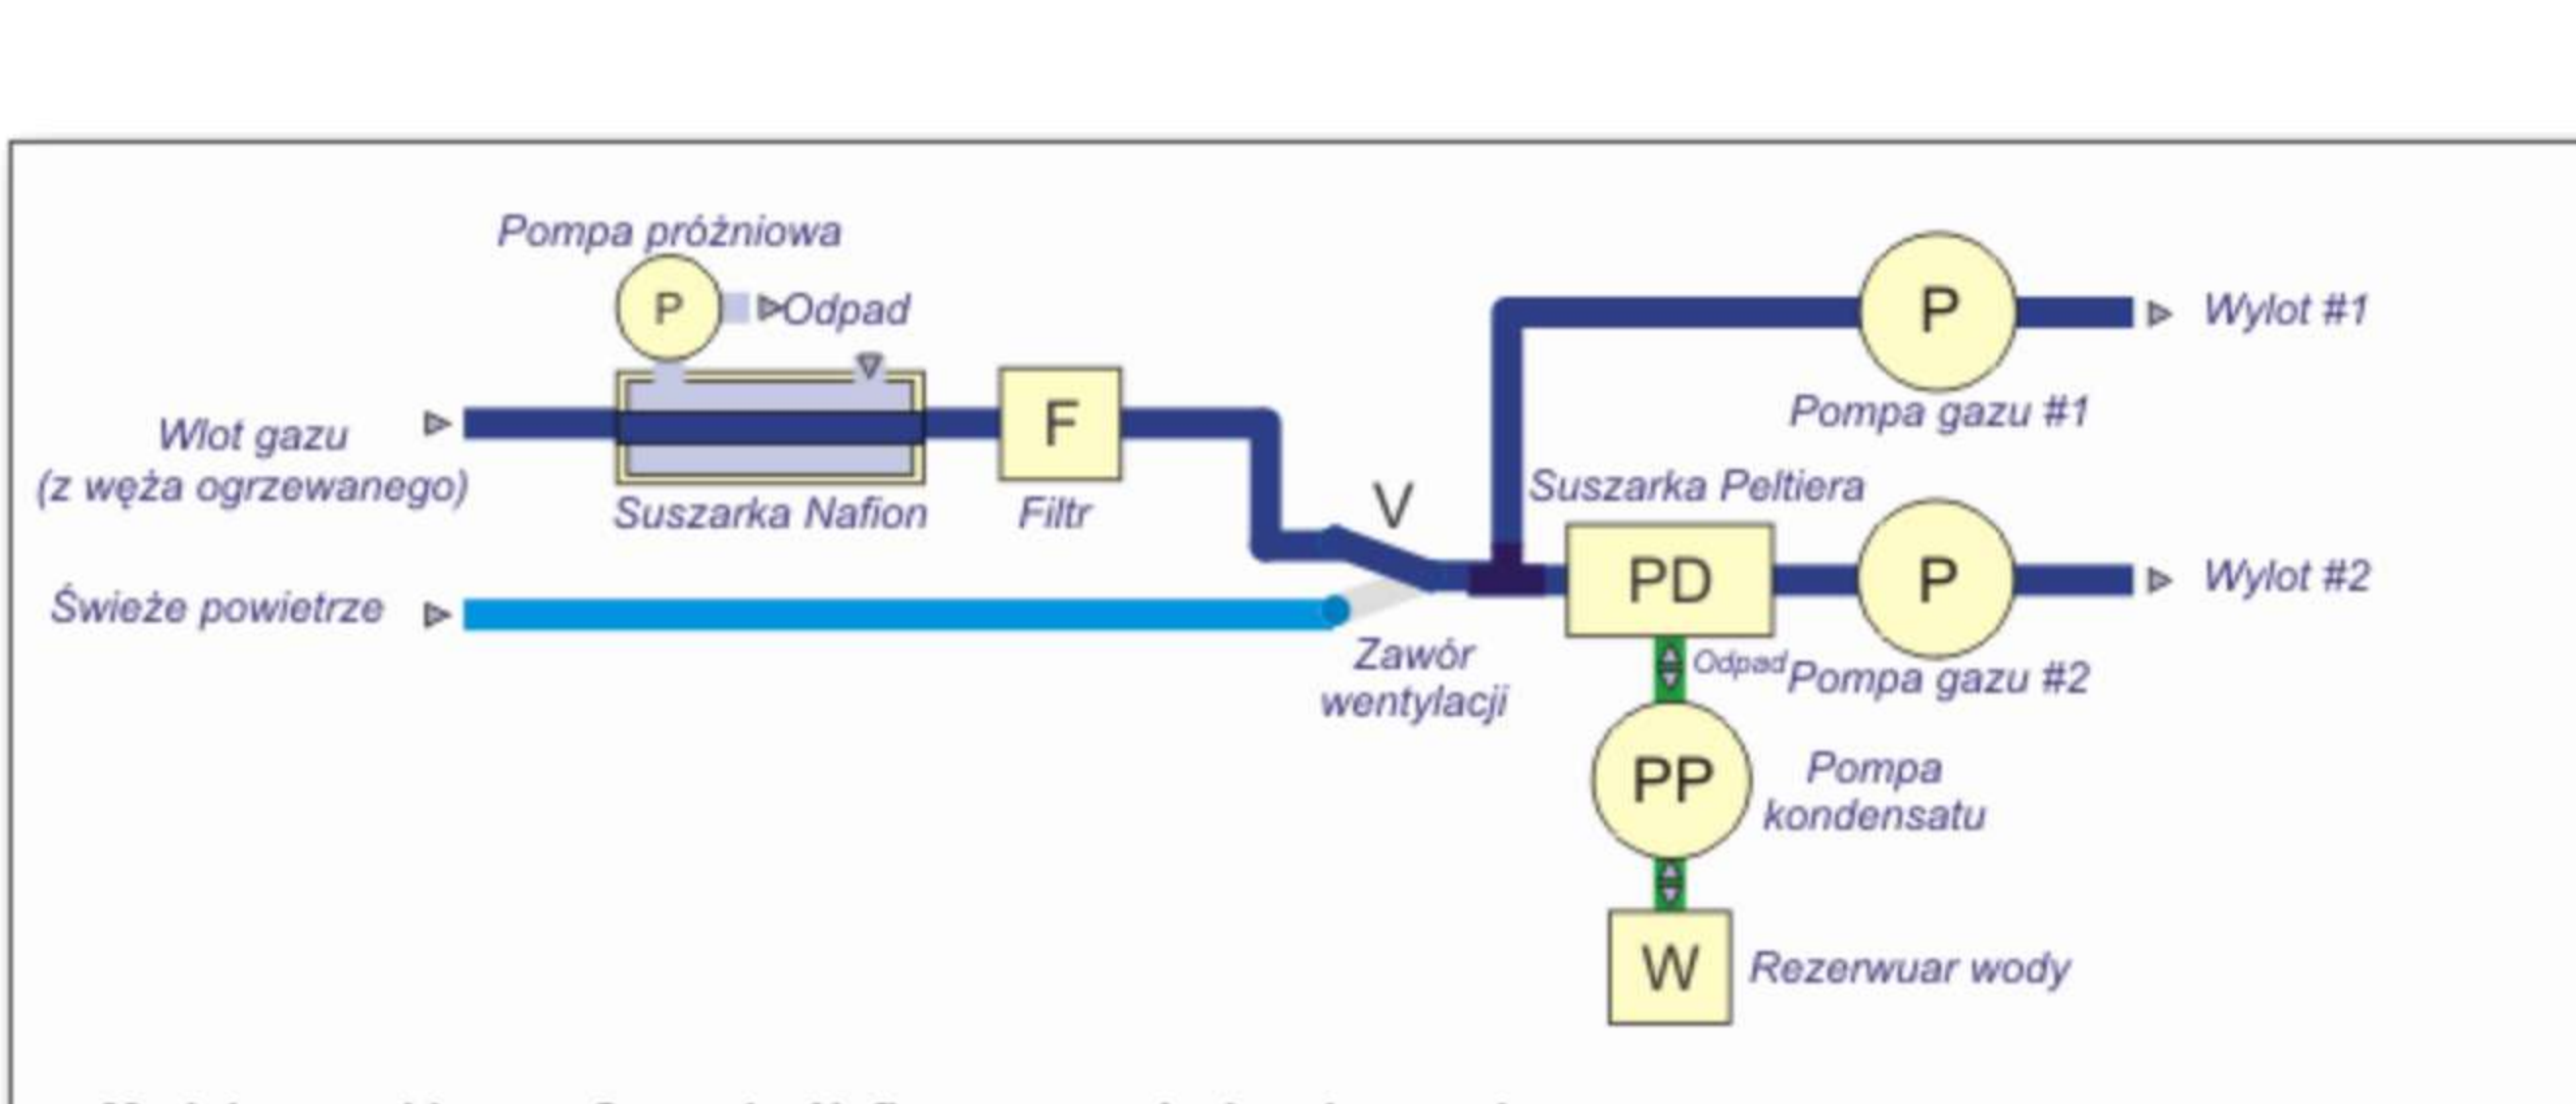 Pompa próżniowa
P
Odpad
P
Wylot #1
Wlot gazu
(z węża ogrzewanego)
F
Suszarka Nafion
Filtr
Pompa gazu #1
V
Suszarka Peltiera
Świeże powietrze
PD
P
Wylot #2
Zawór
wentylacji
Odpad
Pompa gazu #2
PP
Pompa
kondensatu
W
Rezerwuar wody